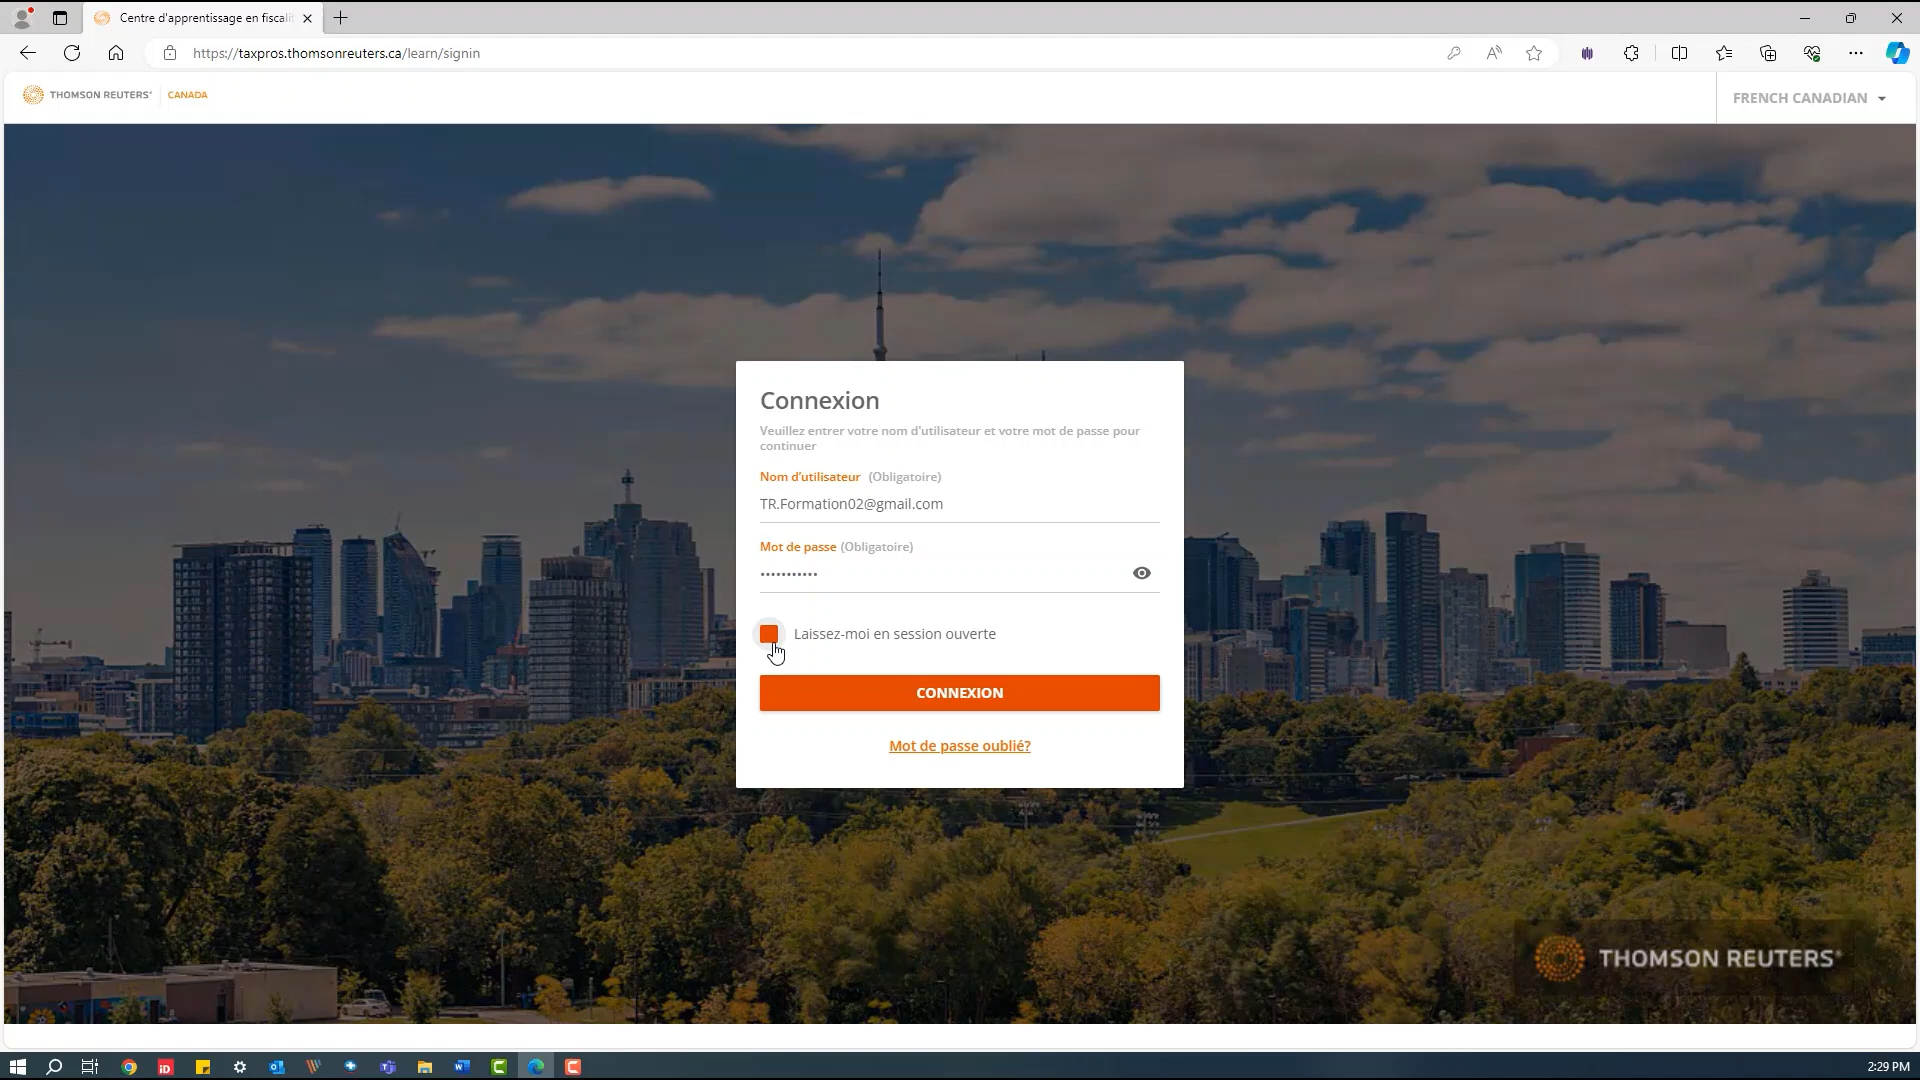 Centre d'apprentissage en fiscali
https://taxpros.thomsonreuters.ca/learn/signin
THOMSON REUTERS® CANADA
FRENCH CANADIAN
Connexion
Veuillez entrer votre nom d'utilisateur et votre mot de passe pour
continuer
Nom d'utilisateur (Obligatoire)
TR.Formation02@gmail.com
Mot de passe (Obligatoire)
•••••••••••
Laissez-moi en session ouverte
CONNEXION
Mot de passe oublié?
THOMSON REUTERS®
2:29 PM